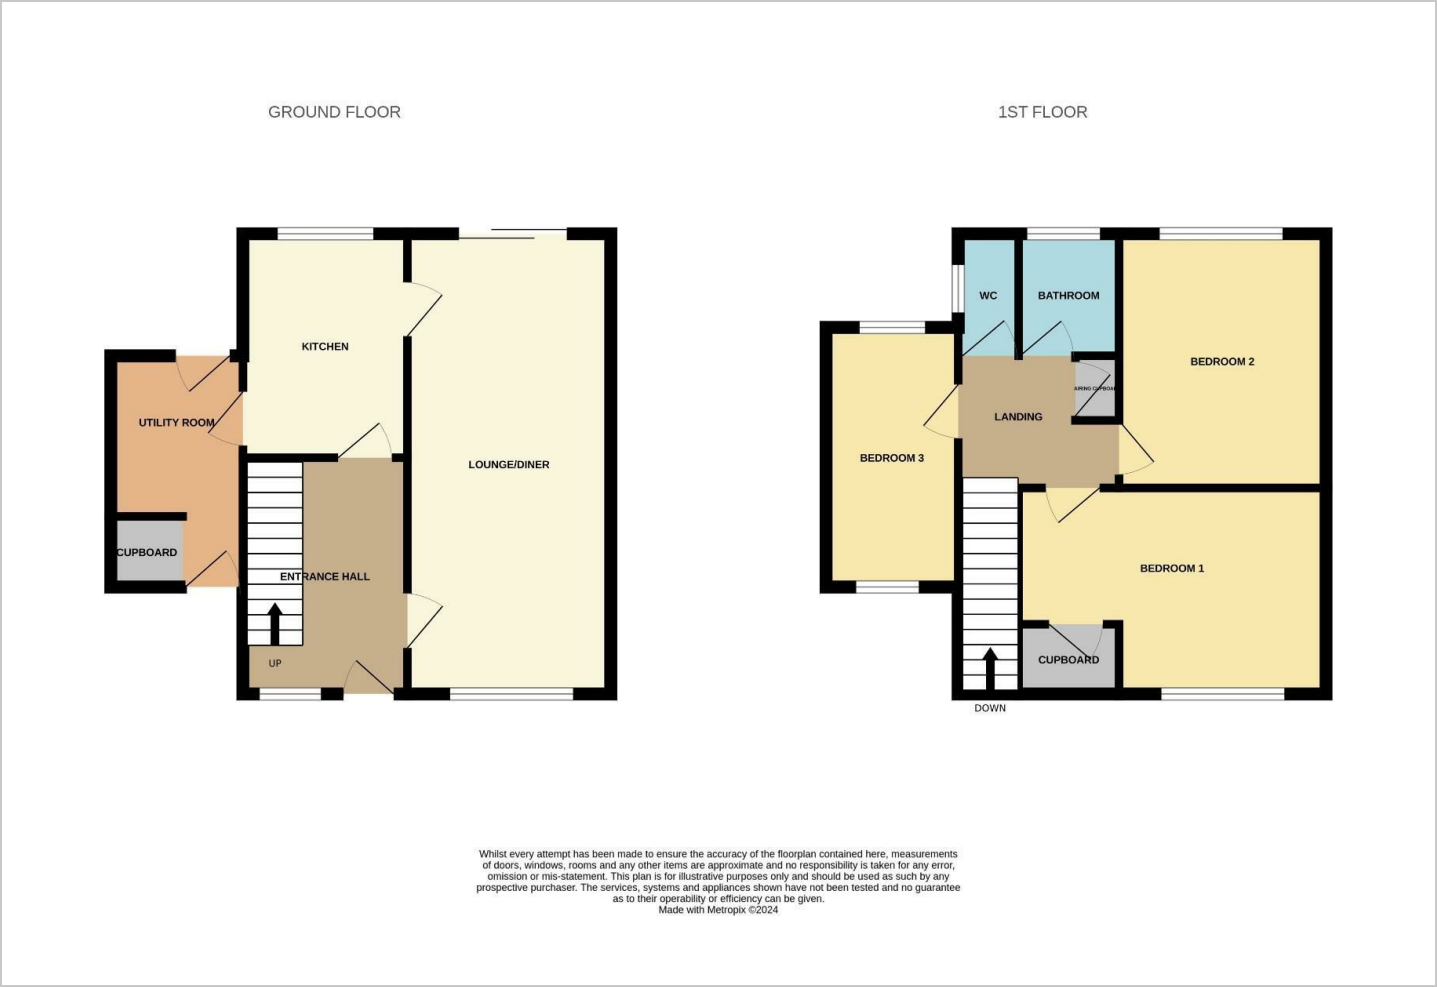 GROUND FLOOR
1ST FLOOR
KITCHEN
UTILITY ROOM
LOUNGE/DINER
CUPBOARD
ENTRANCE HALL
UP
WC
BATHROOM
BEDROOM 2
AIRING CUPBOARD
LANDING
BEDROOM 3
BEDROOM 1
CUPBOARD
DOWN
Whilst every attempt has been made to ensure the accuracy of the floorplan contained here, measurements
of doors, windows, rooms and any other items are approximate and no responsibility is taken for any error,
omission or mis-statement. This plan is for illustrative purposes only and should be used as such by any
prospective purchaser. The services, systems and appliances shown have not been tested and no guarantee
as to their operability or efficiency can be given.
Made with Metropix ©2024